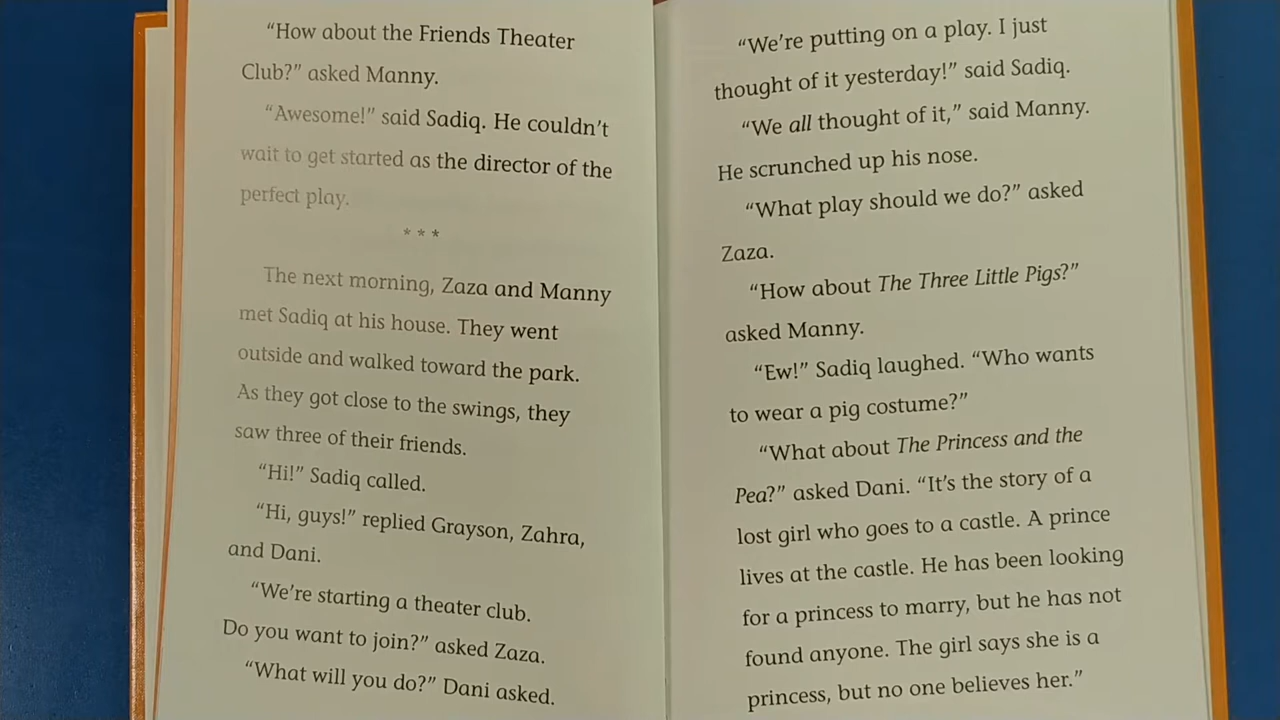 “How about the Friends Theater
Club?” asked Manny.
“Awesome!” said Sadiq. He couldn’t
wait to get started as the director of the
perfect play.
* * *
The next morning, Zaza and Manny
met Sadiq at his house. They went
outside and walked toward the park.
As they got close to the swings, they
saw three of their friends.
“Hi!” Sadiq called.
“Hi, guys!” replied Grayson, Zahra,
and Dani.
“We’re starting a theater club.
Do you want to join?” asked Zaza.
“What will you do?” Dani asked.
“We’re putting on a play. I just
thought of it yesterday!” said Sadiq.
“We all thought of it,” said Manny.
He scrunched up his nose.
“What play should we do?” asked
Zaza.
“How about The Three Little Pigs?”
asked Manny.
“Ew!” Sadiq laughed. “Who wants
to wear a pig costume?”
“What about The Princess and the
Pea?” asked Dani. “It’s the story of a
lost girl who goes to a castle. A prince
lives at the castle. He has been looking
for a princess to marry, but he has not
found anyone. The girl says she is a
princess, but no one believes her.”